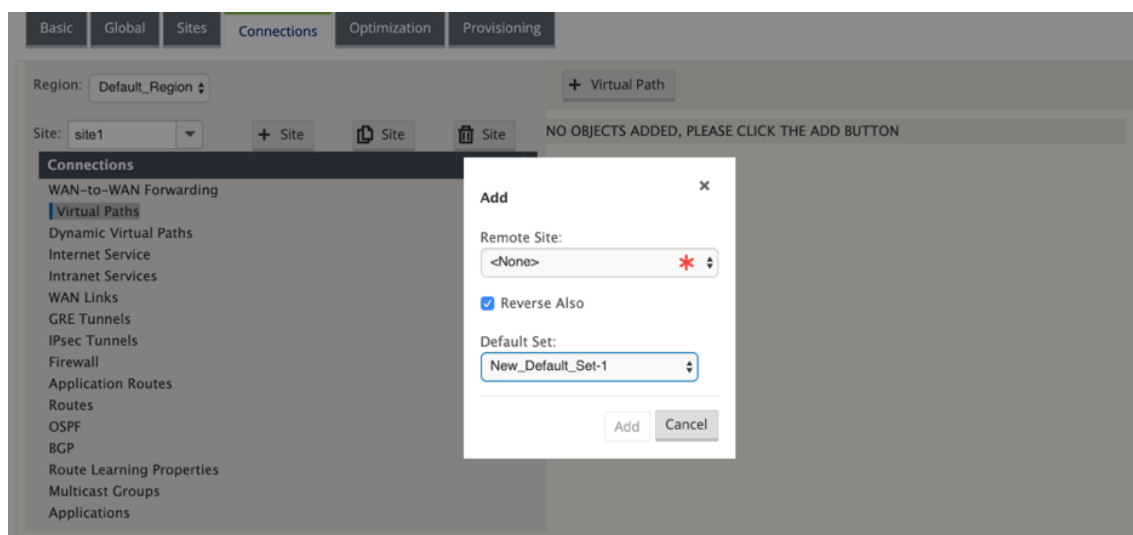 Basic Global Sites Connections Optimization Provisioning
Region: Default_Region
+ Virtual Path
Site: site1 + Site Site Site
NO OBJECTS ADDED, PLEASE CLICK THE ADD BUTTON
Connections
WAN-to-WAN Forwarding
Virtual Paths
Dynamic Virtual Paths
Internet Service
Intranet Services
WAN Links
GRE Tunnels
IPsec Tunnels
Firewall
Application Routes
Routes
OSPF
BGP
Route Learning Properties
Multicast Groups
Applications
×
Add
Remote Site:
<None> *
Reverse Also
Default Set:
New_Default_Set-1
Add Cancel